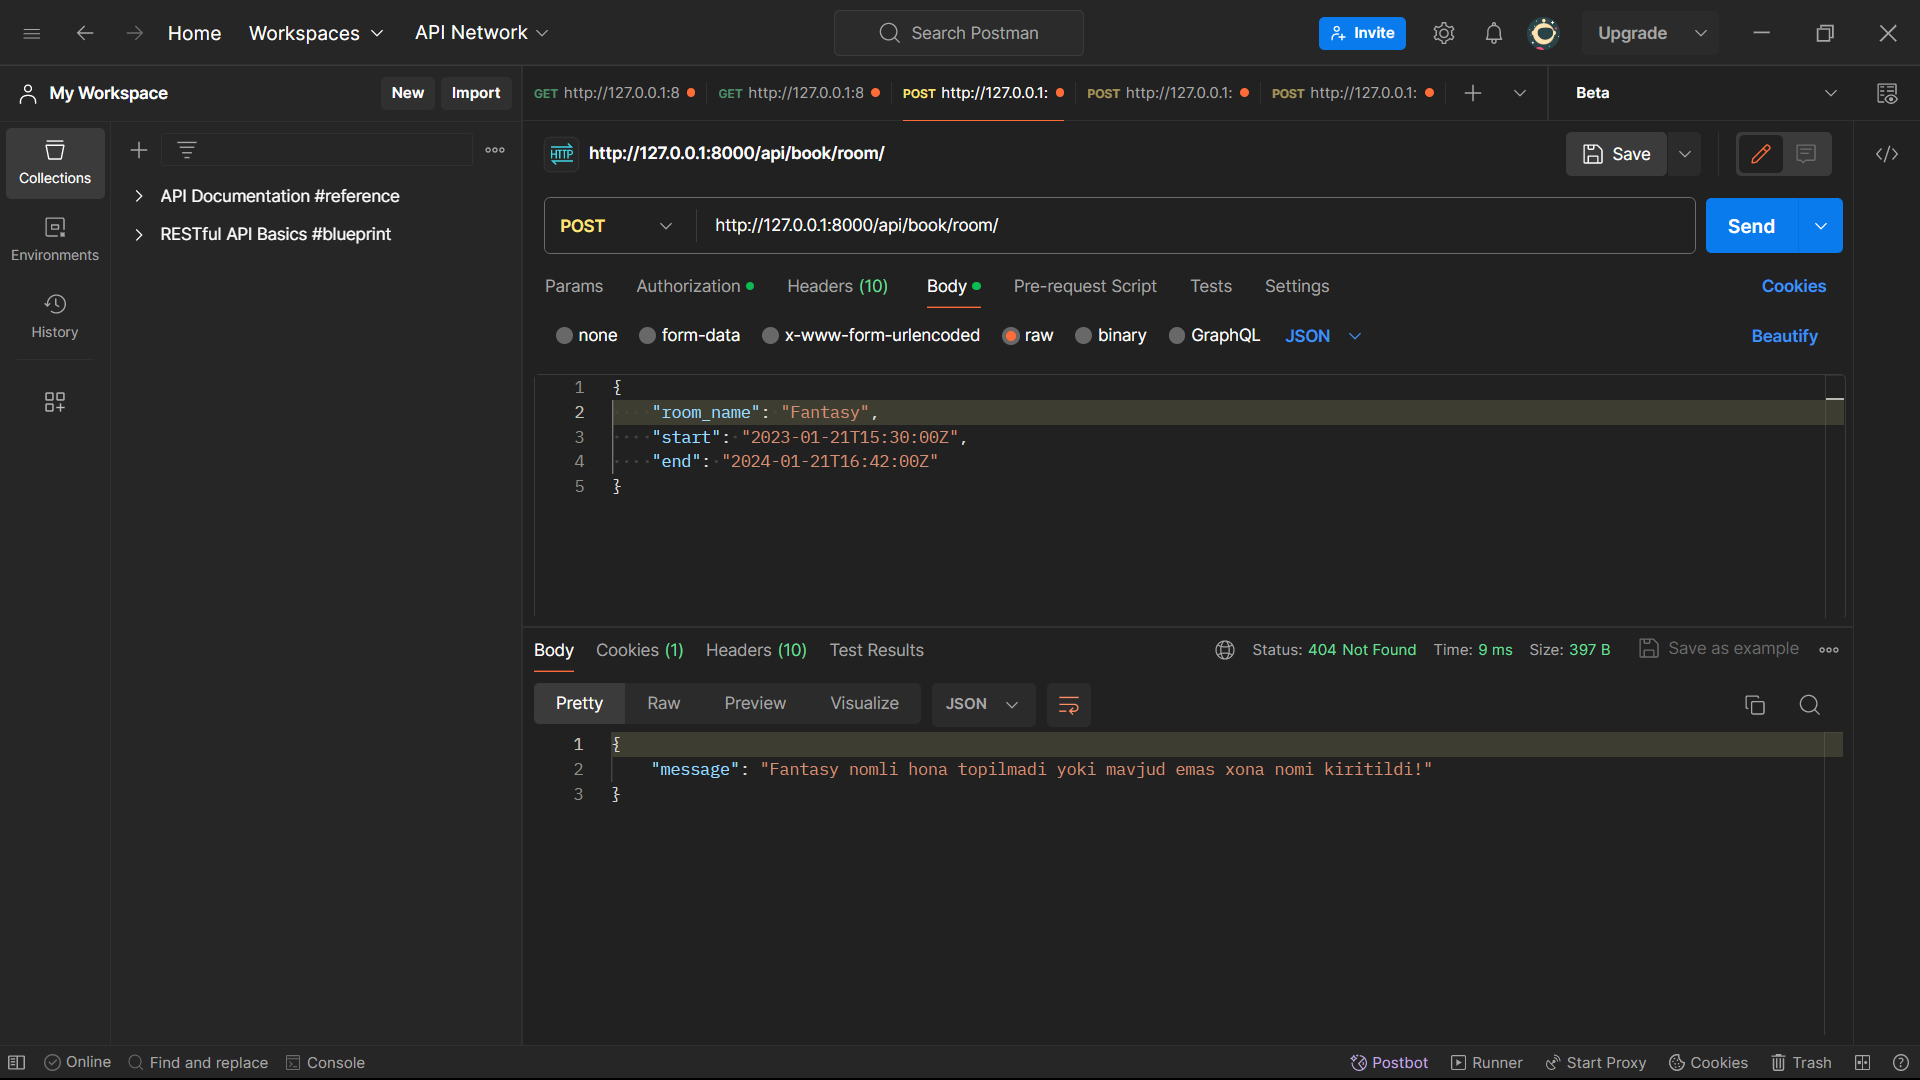 Home Workspaces API Network Search Postman Invite Upgrade
My Workspace New Import GET http://127.0.0.1:8 GET http://127.0.0.1:8 POST http://127.0.0.1: POST http://127.0.0.1: POST http://127.0.0.1: Beta
Collections
Environments
History
API Documentation #reference
RESTful API Basics #blueprint
HTTP http://127.0.0.1:8000/api/book/room/ Save
POST http://127.0.0.1:8000/api/book/room/ Send
Params Authorization Headers (10) Body Pre-request Script Tests Settings Cookies
none form-data x-www-form-urlencoded raw binary GraphQL JSON Beautify
1 {
2 "room_name": "Fantasy",
3 "start": "2023-01-21T15:30:00Z",
4 "end": "2024-01-21T16:42:00Z"
5 }
Body Cookies (1) Headers (10) Test Results Status: 404 Not Found Time: 9 ms Size: 397 B Save as example
Pretty Raw Preview Visualize JSON
1 {
2 "message": "Fantasy nomli hona topilmadi yoki mavjud emas xona nomi kiritildi!"
3 }
Online Find and replace Console Postbot Runner Start Proxy Cookies Trash